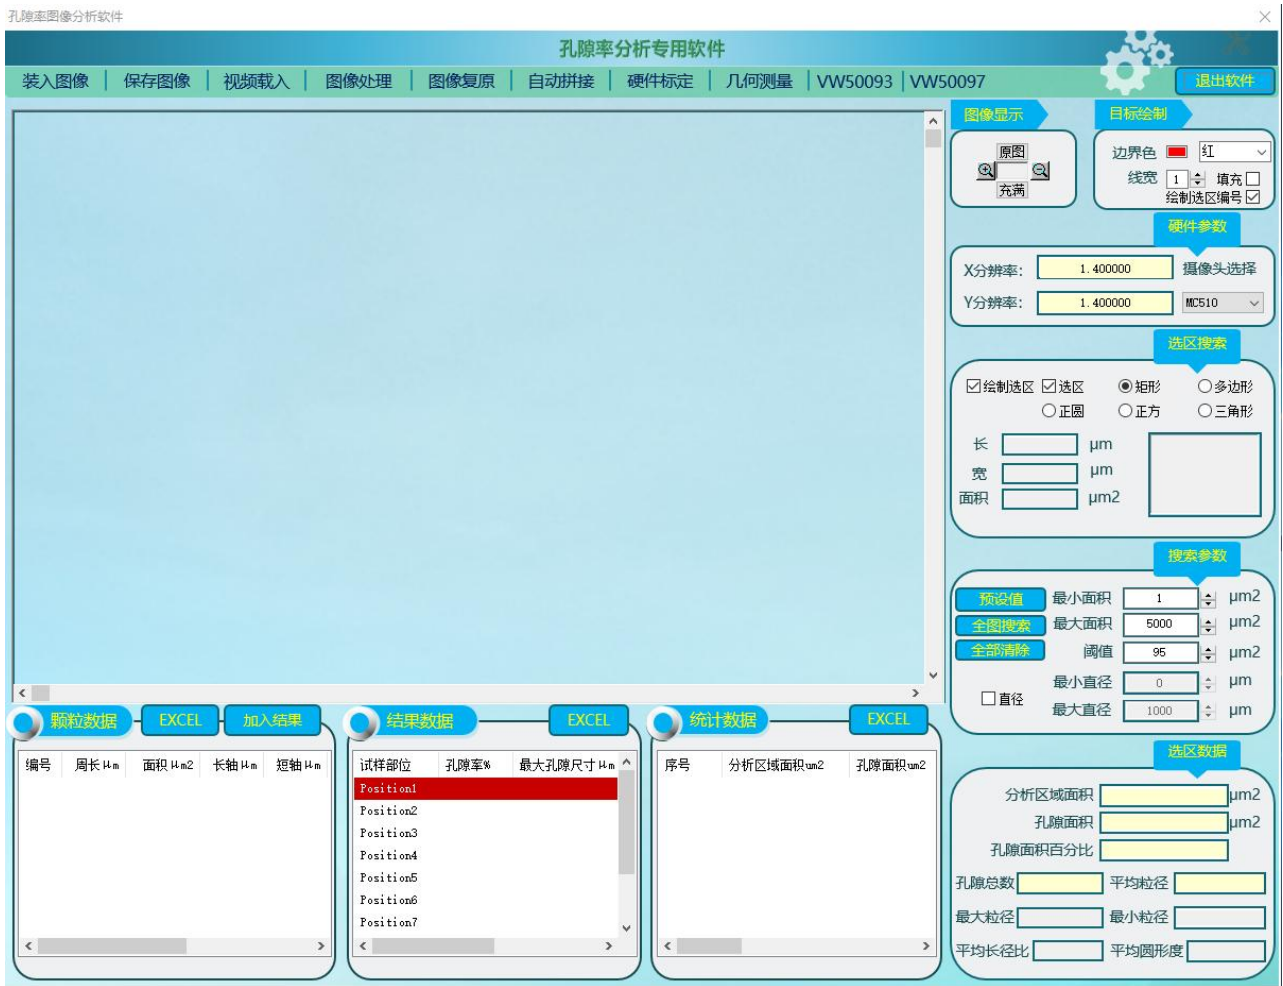 孔隙率图像分析软件
孔隙率分析专用软件
装入图像 保存图像 视频载入 图像处理 图像复原 自动拼接 硬件标定 几何测量 VW50093 VW50097 退出软件
图像显示 目标绘制
原图
充满
边界色 红
线宽 1 填充
绘制选区编号
硬件参数
X分辨率: 1.400000 摄像头选择
Y分辨率: 1.400000 MC510
选区搜索
绘制选区 选区 矩形 多边形
正圆 正方 三角形
长 μm
宽 μm
面积 μm2
搜索参数
预设值 最小面积 1 μm2
全图搜索 最大面积 5000 μm2
全部清除 阈值 95 μm2
最小直径 0 μm
直径
最大直径 1000 μm
颗粒数据 EXCEL 加入结果
编号 周长μm 面积μm2 长轴μm 短轴μm
结果数据 EXCEL
试样部位 孔隙率% 最大孔隙尺寸μm
Position1
Position2
Position3
Position4
Position5
Position6
Position7
统计数据 EXCEL
序号 分析区域面积um2 孔隙面积um2
选区数据
分析区域面积 μm2
孔隙面积 μm2
孔隙面积百分比
孔隙总数 平均粒径
最大粒径 最小粒径
平均长径比 平均圆形度